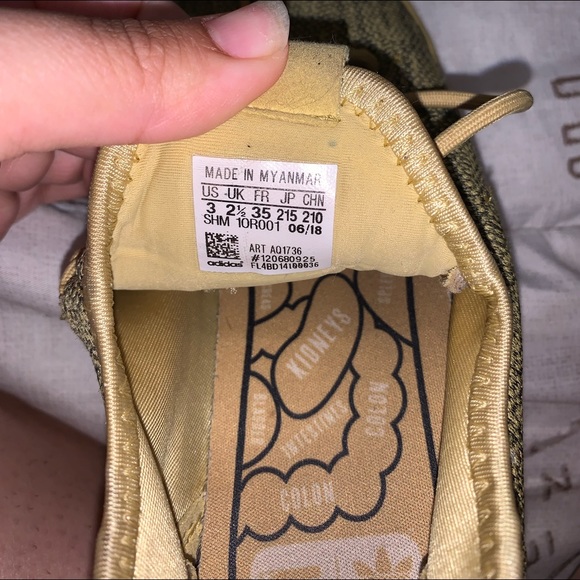 MADE IN MYANMAR
US UK FR JP CHN
3 2½ 35 215 210
SHM 10R001 06/18
ART AQ1736
adidas #120680925
FL4BD14100036
KIDNEYS
INTESTINES
COLON
COLON